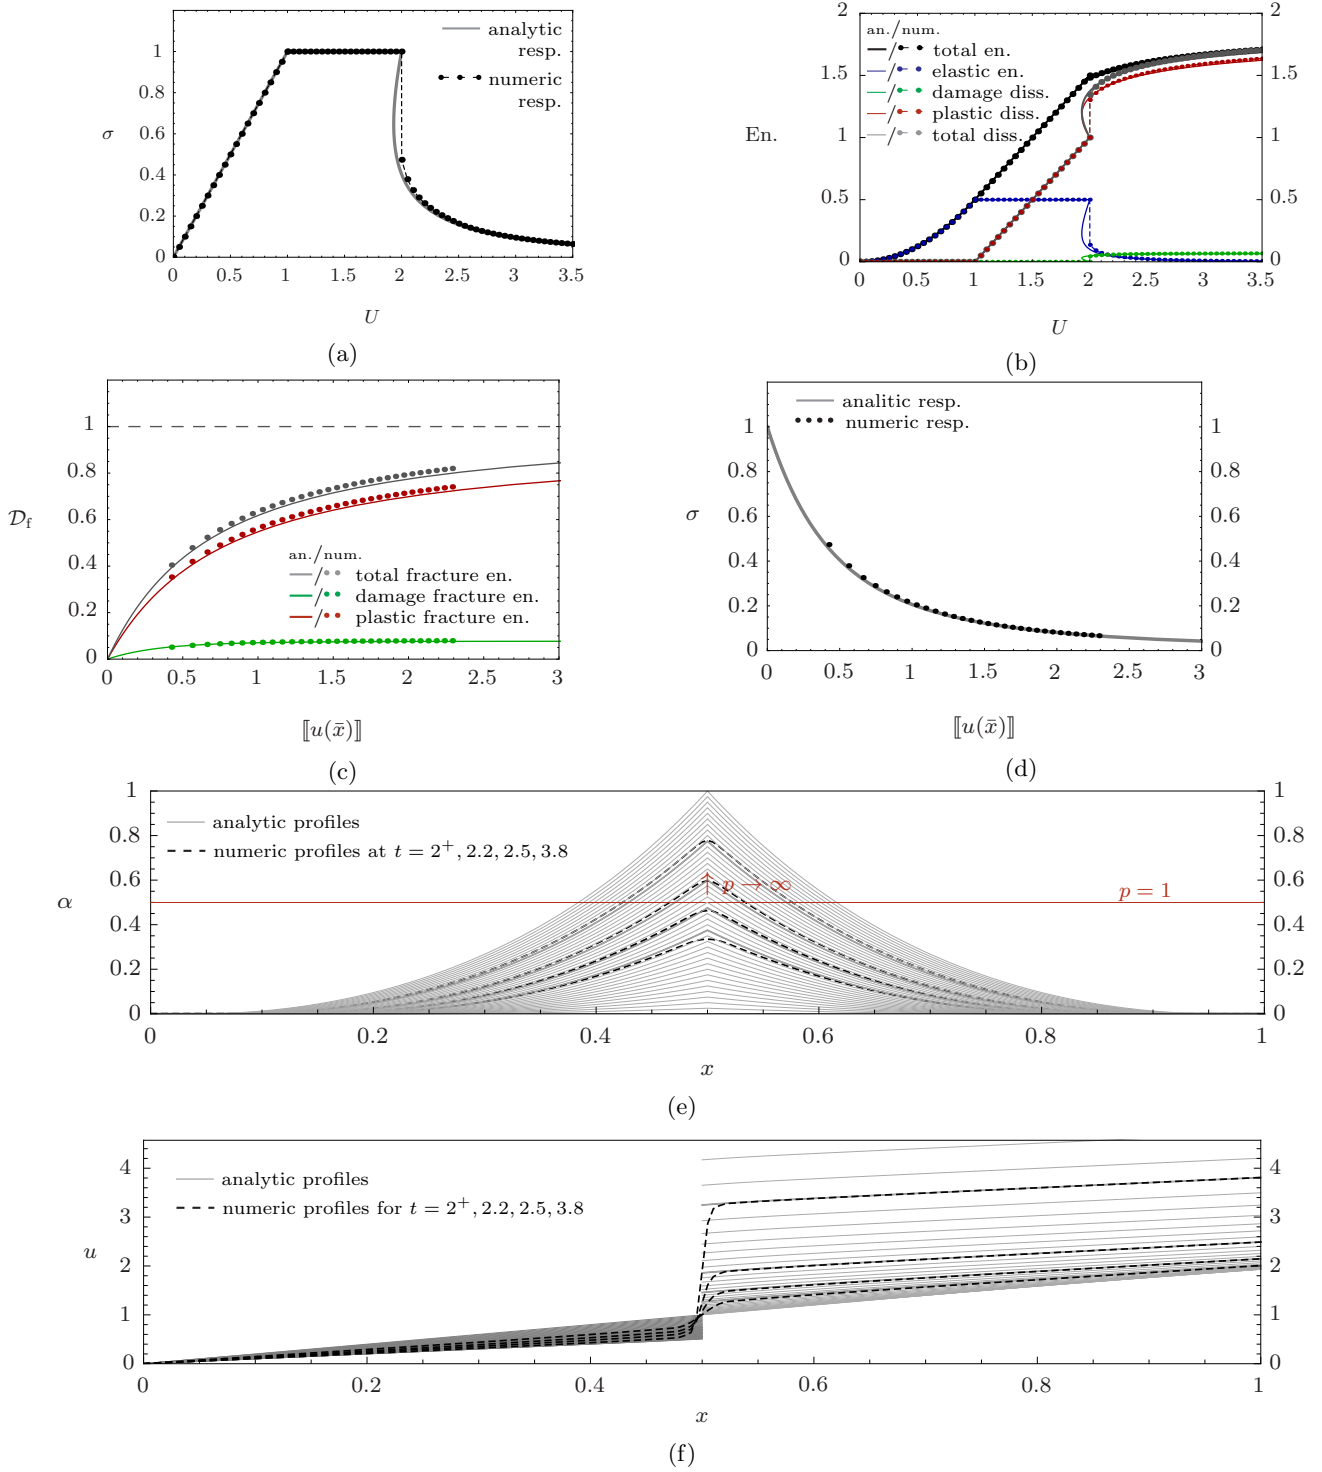 analytic
resp.
numeric
resp.
σ
1
0.8
0.6
0.4
0.2
0
0 0.5 1 1.5 2 2.5 3 3.5
U
(a)
an./num.
total en.
elastic en.
damage diss.
plastic diss.
total diss.
En.
2 2
1.5 1.5
1 1
0.5 0.5
0 0
0 0.5 1 1.5 2 2.5 3 3.5
U
(b)
1
0.8
0.6
0.4
0.2
0
𝒟f
an./num.
total fracture en.
damage fracture en.
plastic fracture en.
0 0.5 1 1.5 2 2.5 3
⟦u(x̄)⟧
(c)
analitic resp.
numeric resp.
σ
1 1
0.8 0.8
0.6 0.6
0.4 0.4
0.2 0.2
0 0
0 0.5 1 1.5 2 2.5 3
⟦u(x̄)⟧
(d)
analytic profiles
numeric profiles at t = 2⁺, 2.2, 2.5, 3.8
p → ∞
p = 1
α
1 1
0.8 0.8
0.6 0.6
0.4 0.4
0.2 0.2
0 0
0 0.2 0.4 0.6 0.8 1
x
(e)
analytic profiles
numeric profiles for t = 2⁺, 2.2, 2.5, 3.8
u
4 4
3 3
2 2
1 1
0 0
0 0.2 0.4 0.6 0.8 1
x
(f)